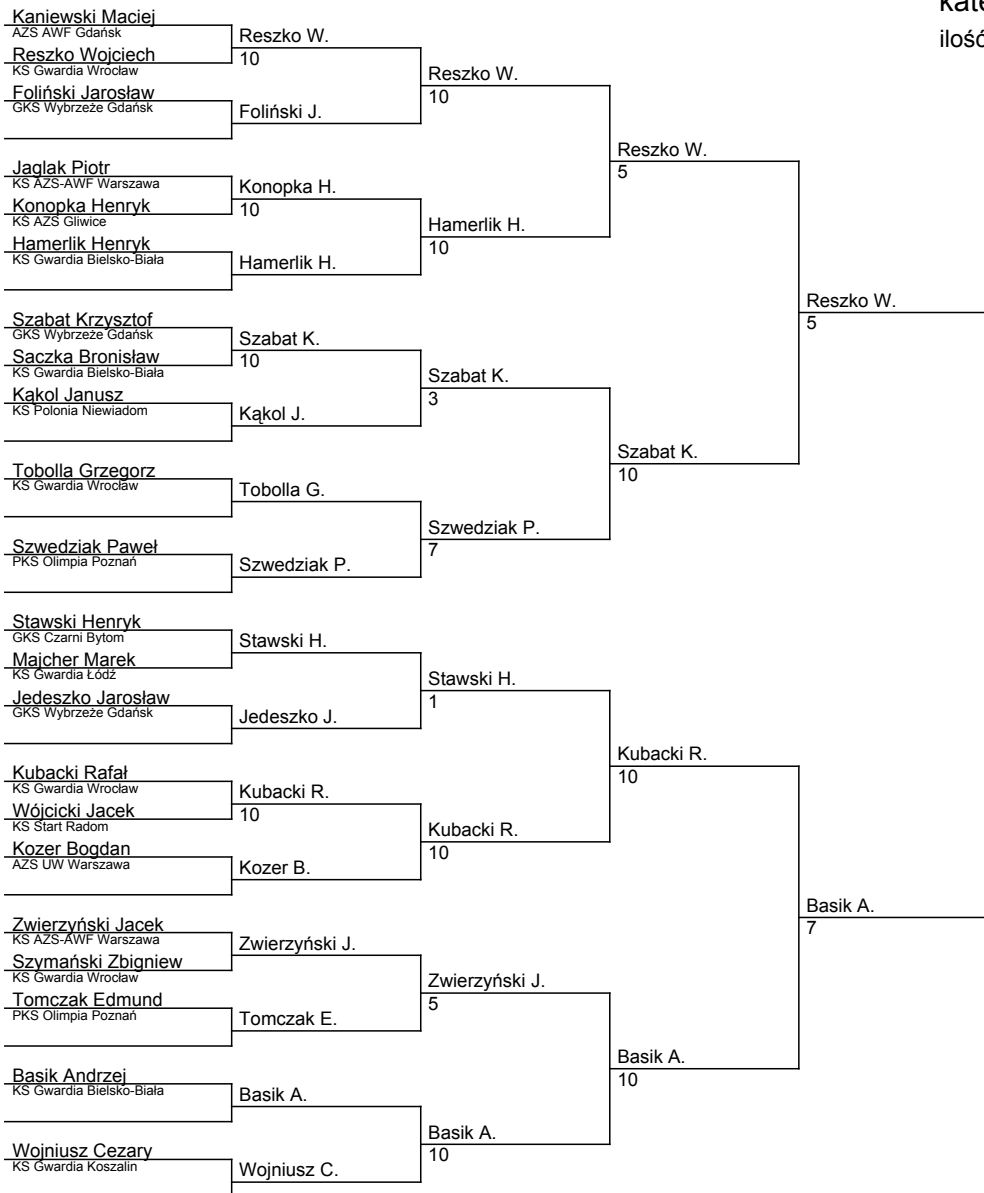 Kaniewski Maciej
AZS AWF Gdańsk
Reszko Wojciech
KS Gwardia Wrocław
Foliński Jarosław
GKS Wybrzeże Gdańsk
Jaglak Piotr
KS AZS-AWF Warszawa
Konopka Henryk
KS AZS Gliwice
Hamerlik Henryk
KS Gwardia Bielsko-Biała
Szabat Krzysztof
GKS Wybrzeże Gdańsk
Saczka Bronisław
KS Gwardia Bielsko-Biała
Kąkol Janusz
KS Polonia Niewiadom
Tobolla Grzegorz
KS Gwardia Wrocław
Szwedziak Paweł
PKS Olimpia Poznań
Stawski Henryk
GKS Czarni Bytom
Majcher Marek
KS Gwardia Łódź
Jedeszko Jarosław
GKS Wybrzeże Gdańsk
Kubacki Rafał
KS Gwardia Wrocław
Wójcicki Jacek
KS Start Radom
Kozer Bogdan
AZS UW Warszawa
Zwierzyński Jacek
KS AZS-AWF Warszawa
Szymański Zbigniew
KS Gwardia Wrocław
Tomczak Edmund
PKS Olimpia Poznań
Basik Andrzej
KS Gwardia Bielsko-Biała
Wojniusz Cezary
KS Gwardia Koszalin
Reszko W.
10
Foliński J.
Konopka H.
10
Hamerlik H.
Szabat K.
10
Kąkol J.
Tobolla G.
Szwedziak P.
Stawski H.
Jedeszko J.
Kubacki R.
10
Kozer B.
Zwierzyński J.
Tomczak E.
Basik A.
Wojniusz C.
Reszko W.
10
Hamerlik H.
10
Szabat K.
3
Szwedziak P.
7
Stawski H.
1
Kubacki R.
10
Zwierzyński J.
5
Basik A.
10
Reszko W.
5
Szabat K.
10
Kubacki R.
10
Basik A.
10
Reszko W.
5
Basik A.
7
kate
ilość